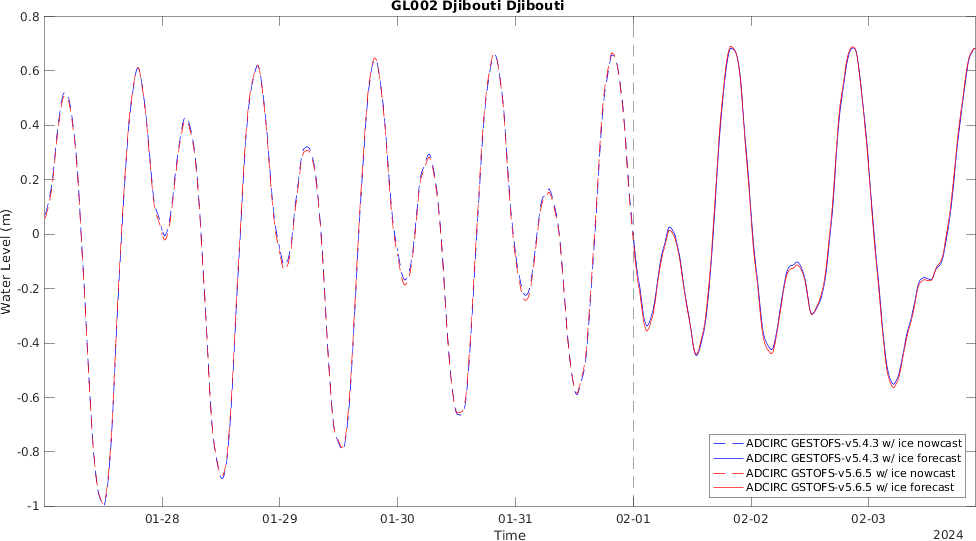 GL002 Djibouti Djibouti
0.8
0.6
0.4
0.2
0
-0.2
-0.4
-0.6
-0.8
-1
Water Level (m)
01-28 01-29 01-30 01-31 02-01 02-02 02-03
Time
2024
ADCIRC GESTOFS-v5.4.3 w/ ice nowcast
ADCIRC GESTOFS-v5.4.3 w/ ice forecast
ADCIRC GSTOFS-v5.6.5 w/ ice nowcast
ADCIRC GSTOFS-v5.6.5 w/ ice forecast